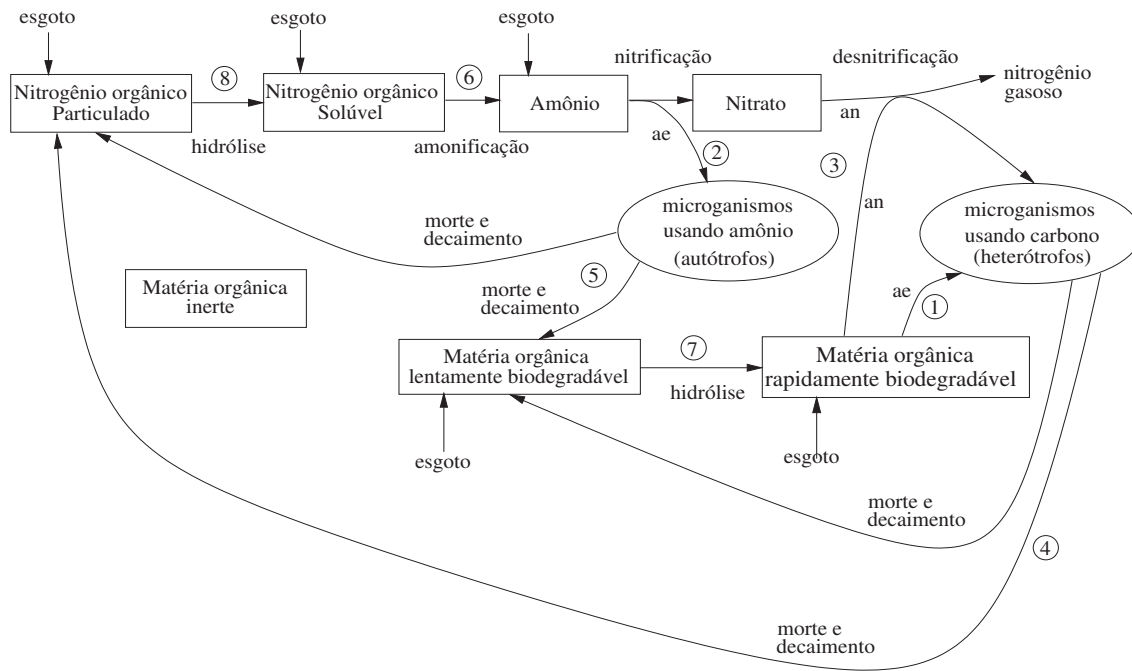 esgoto
esgoto
esgoto
nitrificação
desnitrificação
8
6
nitrogênio
gasoso
Nitrogênio orgânico
Particulado
Nitrogênio orgânico
Solúvel
Amônio
Nitrato
an
hidrólise
amonificação
ae
2
3
an
morte e
decaimento
microganismos
usando amônio
(autótrofos)
microganismos
usando carbono
(heterótrofos)
Matéria orgânica
inerte
5
morte e
decaimento
ae
1
Matéria orgânica
lentamente biodegradável
7
hidrólise
Matéria orgânica
rapidamente biodegradável
esgoto
esgoto
morte e
decaimento
4
morte e
decaimento